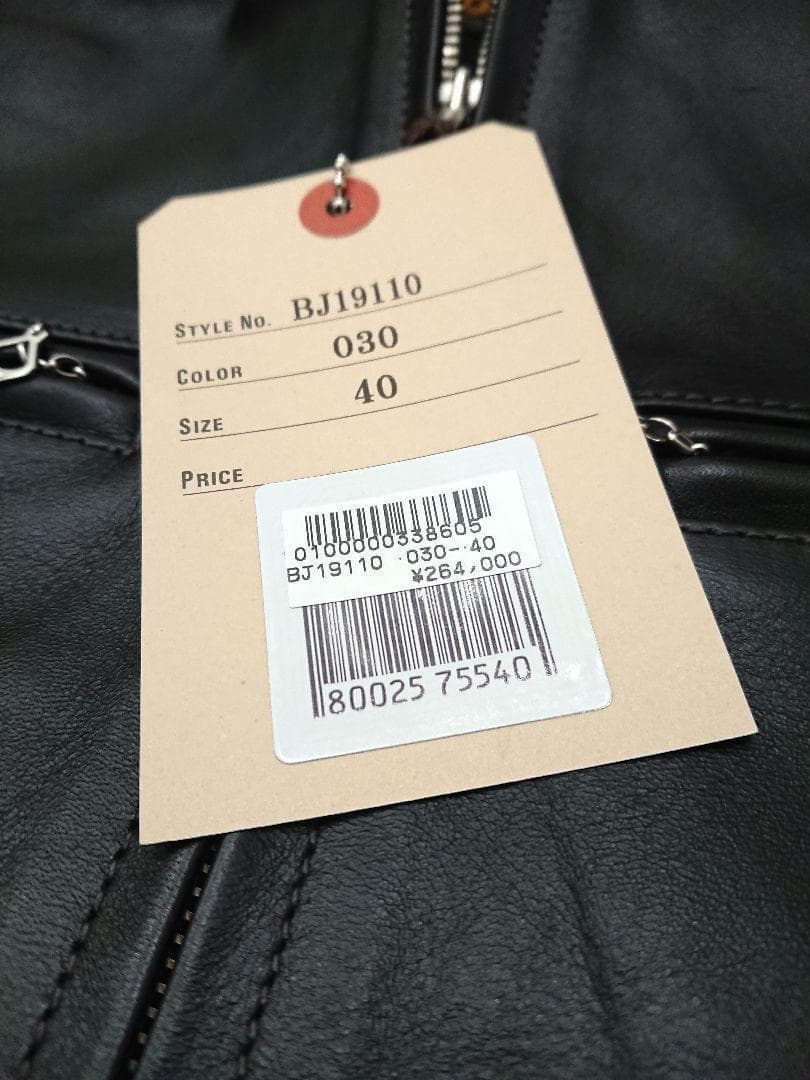 STYLE NO. BJ19110
COLOR 030
SIZE 40
PRICE
0100000338605
BJ19110 030-40
¥264,000
80025 75540